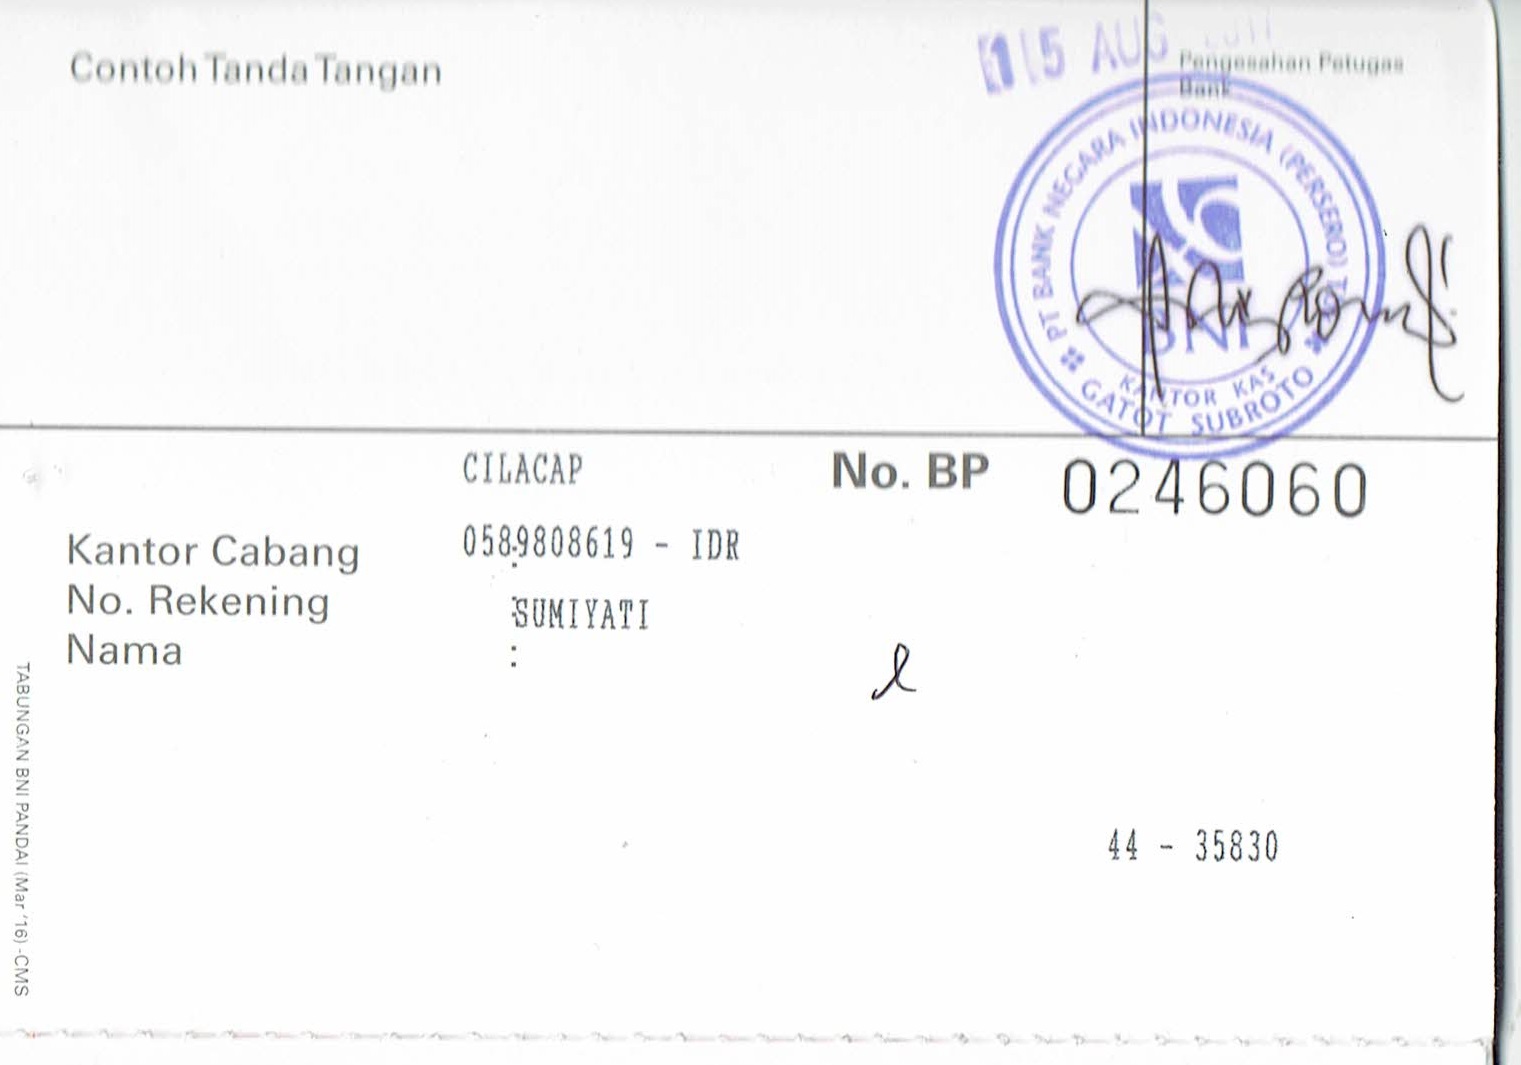 Contoh Tanda Tangan
15 AUG
Pengesahan Petugas
Bank
PT BANK NEGARA INDONESIA (PERSERO) Tbk
BNI
KANTOR KAS
GATOT SUBROTO
CILACAP
No. BP 0246060
Kantor Cabang
0589808619 - IDR
No. Rekening :
SUMIYATI
Nama :
44 - 35830
TABUNGAN BNI PANDAI (Mar '16) -CMS